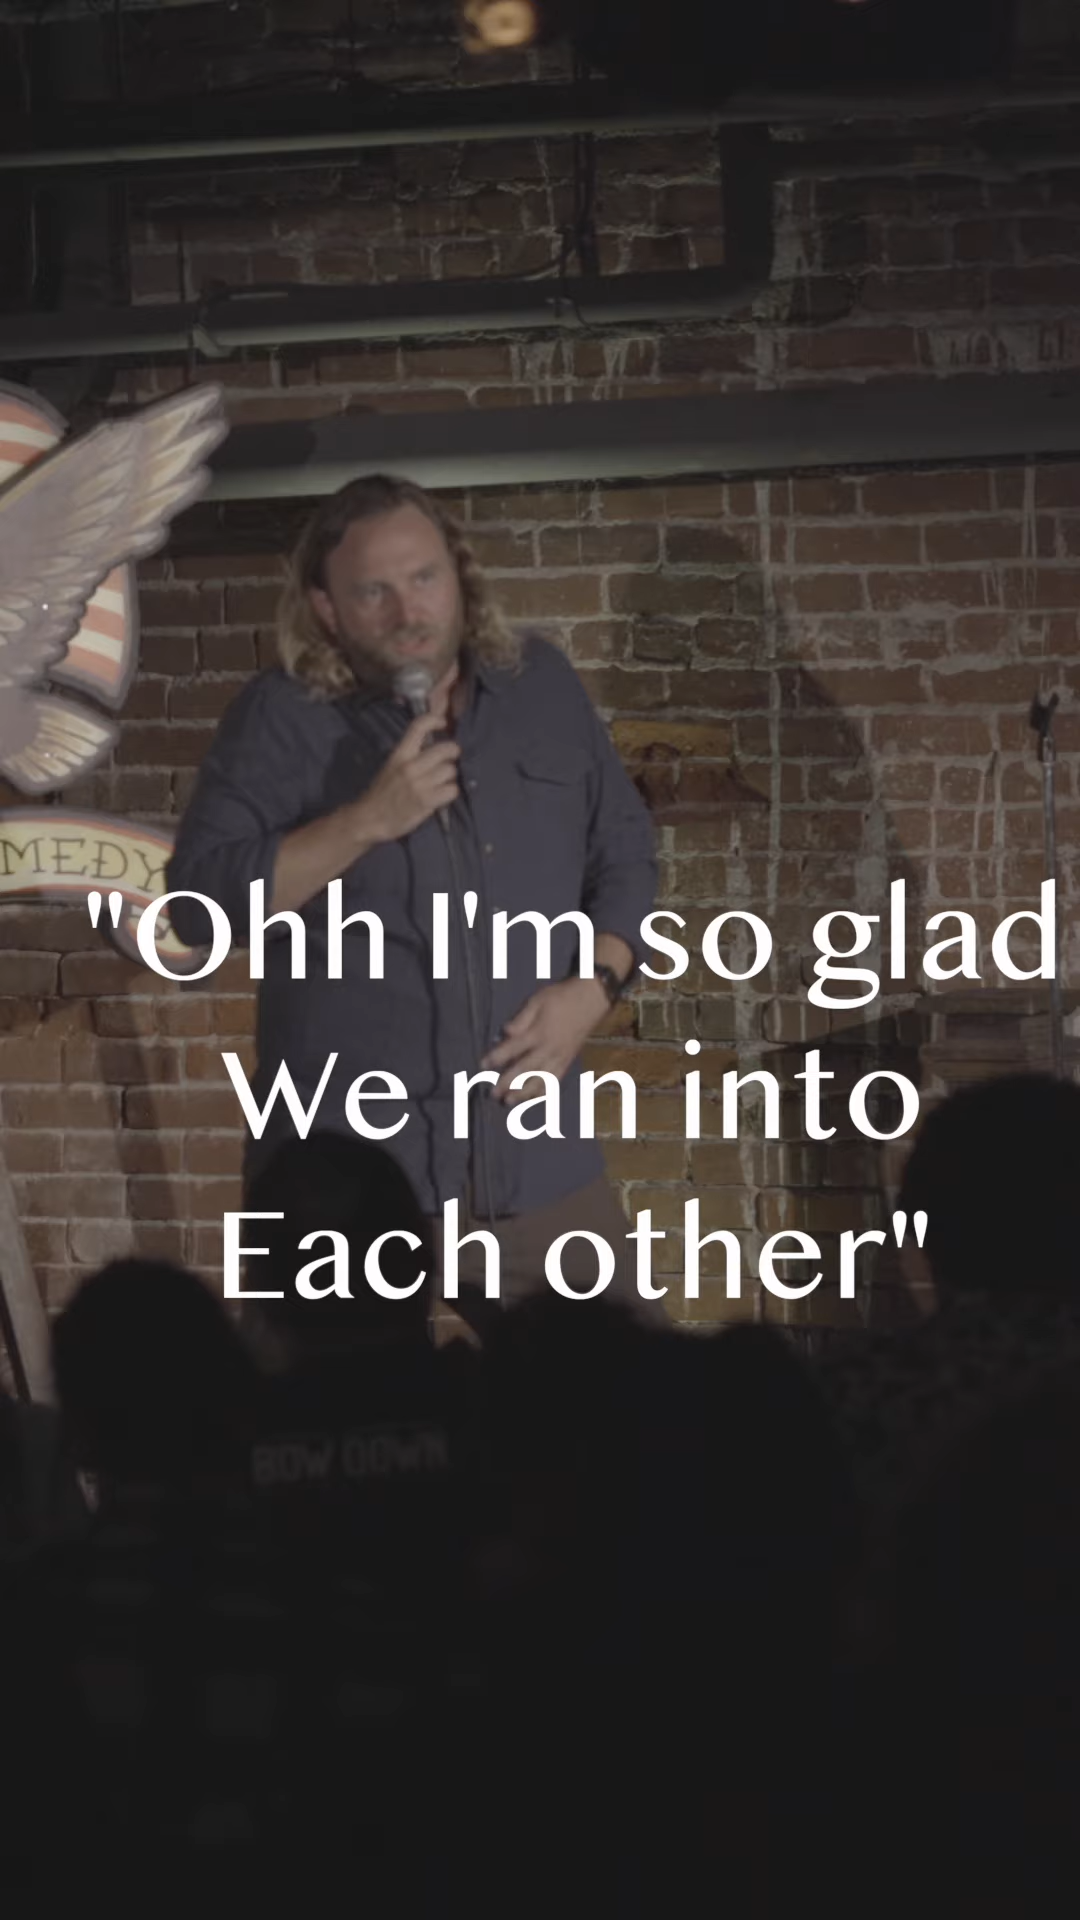 MEDY
"Ohh I'm so glad
We ran into
Each other"
BOW DOWN